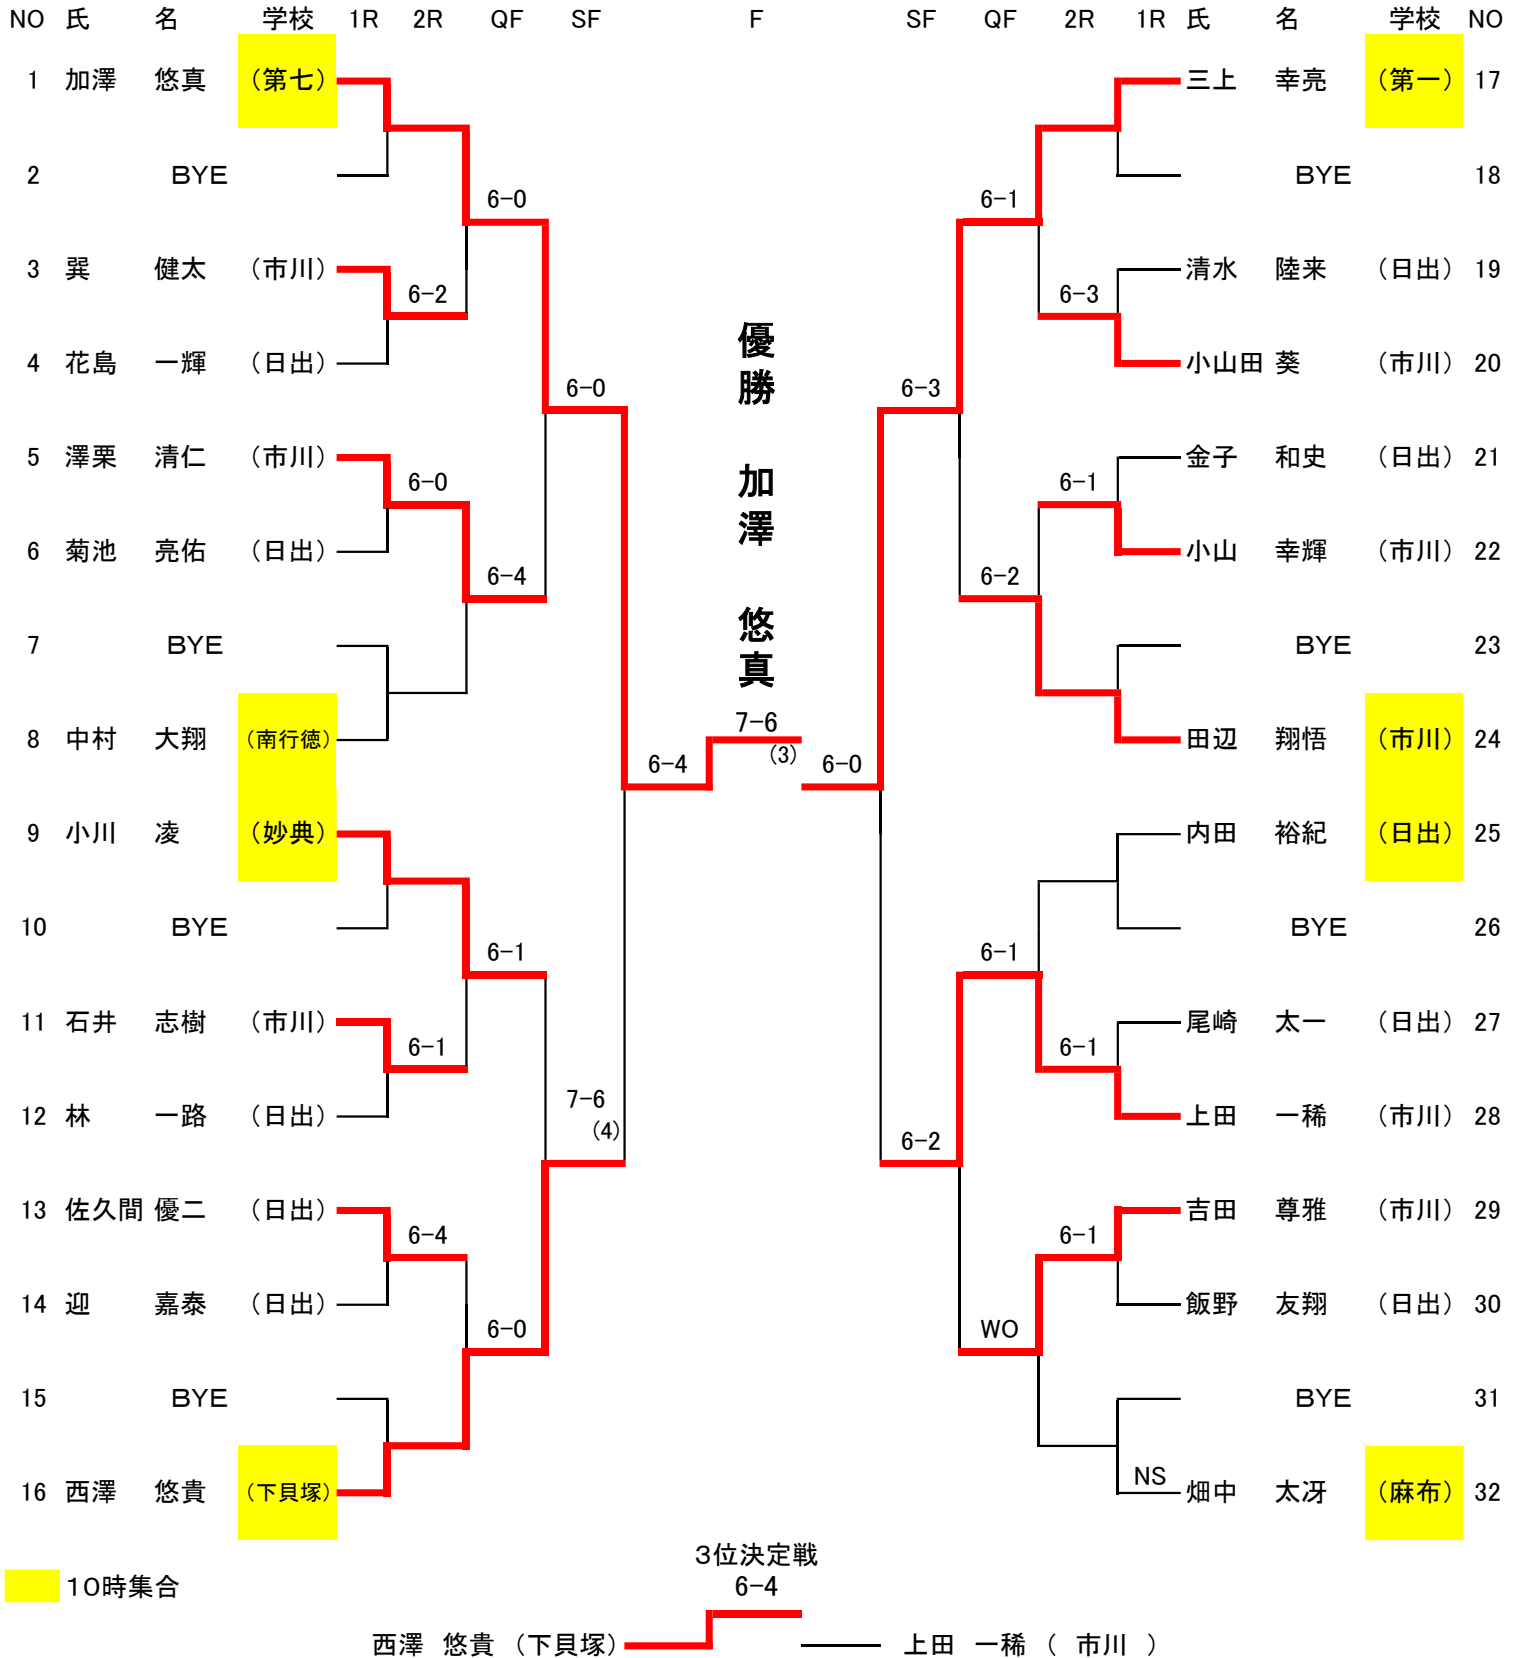 NO 氏 名 学校 1R 2R QF SF F SF QF 2R 1R 氏 名 学校 NO
1 加澤 悠真 (第七) 三上 幸亮 (第一) 17
2 BYE BYE 18
6-0 6-1
3 巽 健太 (市川) 清水 陸来 (日出) 19
6-2 6-3
4 花島 一輝 (日出) 小山田 葵 (市川) 20
6-0 6-3
5 澤栗 清仁 (市川) 金子 和史 (日出) 21
6-0 6-1
6 菊池 亮佑 (日出) 小山 幸輝 (市川) 22
6-4 6-2
優勝 加澤 悠真
7 BYE BYE 23
7-6
8 中村 大翔 (南行徳) 田辺 翔悟 (市川) 24
(3)
6-4 6-0
9 小川 凌 (妙典) 内田 裕紀 (日出) 25
10 BYE BYE 26
6-1 6-1
11 石井 志樹 (市川) 尾崎 太一 (日出) 27
6-1 6-1
7-6
12 林 一路 (日出) 上田 一稀 (市川) 28
(4)
6-2
13 佐久間 優二 (日出) 吉田 尊雅 (市川) 29
6-4 6-1
14 迎 嘉泰 (日出) 飯野 友翔 (日出) 30
6-0 WO
15 BYE BYE 31
NS
16 西澤 悠貴 (下貝塚) 畑中 太冴 (麻布) 32
3位決定戦
10時集合 6-4
西澤 悠貴 (下貝塚) 上田 一稀 ( 市川 )